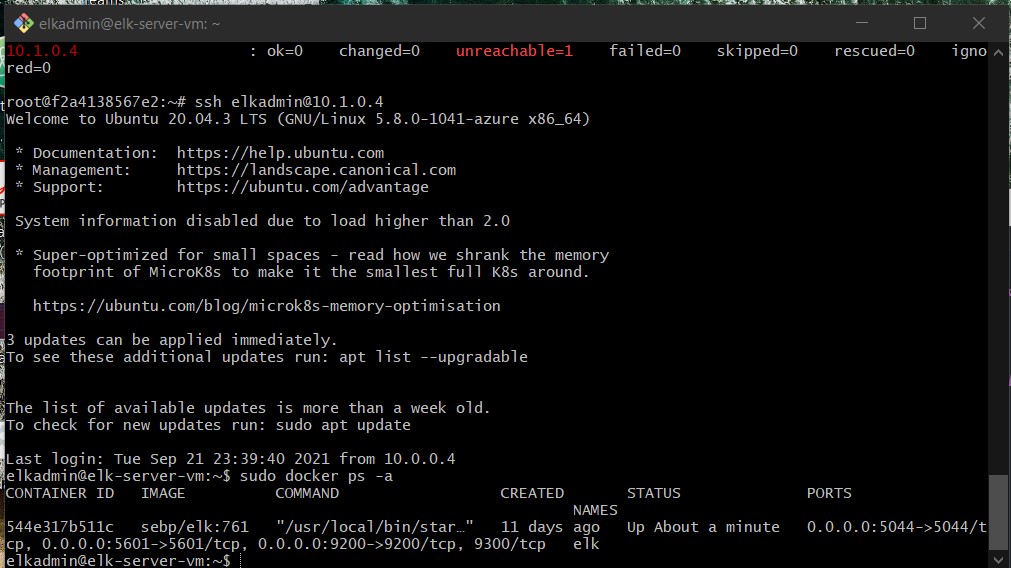 elkadmin@elk-server-vm: ~
10.1.0.4                   : ok=0    changed=0    unreachable=1    failed=0    skipped=0    rescued=0    igno
red=0
root@f2a4138567e2:~# ssh elkadmin@10.1.0.4
Welcome to Ubuntu 20.04.3 LTS (GNU/Linux 5.8.0-1041-azure x86_64)
* Documentation:  https://help.ubuntu.com
* Management:     https://landscape.canonical.com
* Support:        https://ubuntu.com/advantage
System information disabled due to load higher than 2.0
* Super-optimized for small spaces - read how we shrank the memory
footprint of MicroK8s to make it the smallest full K8s around.
https://ubuntu.com/blog/microk8s-memory-optimisation
3 updates can be applied immediately.
To see these additional updates run: apt list --upgradable
The list of available updates is more than a week old.
To check for new updates run: sudo apt update
Last login: Tue Sep 21 23:39:40 2021 from 10.0.0.4
elkadmin@elk-server-vm:~$ sudo docker ps -a
CONTAINER ID   IMAGE          COMMAND                  CREATED       STATUS              PORTS
NAMES
544e317b511c   sebp/elk:761   "/usr/local/bin/star…"   11 days ago   Up About a minute   0.0.0.0:5044->5044/t
cp, 0.0.0.0:5601->5601/tcp, 0.0.0.0:9200->9200/tcp, 9300/tcp   elk
elkadmin@elk-server-vm:~$